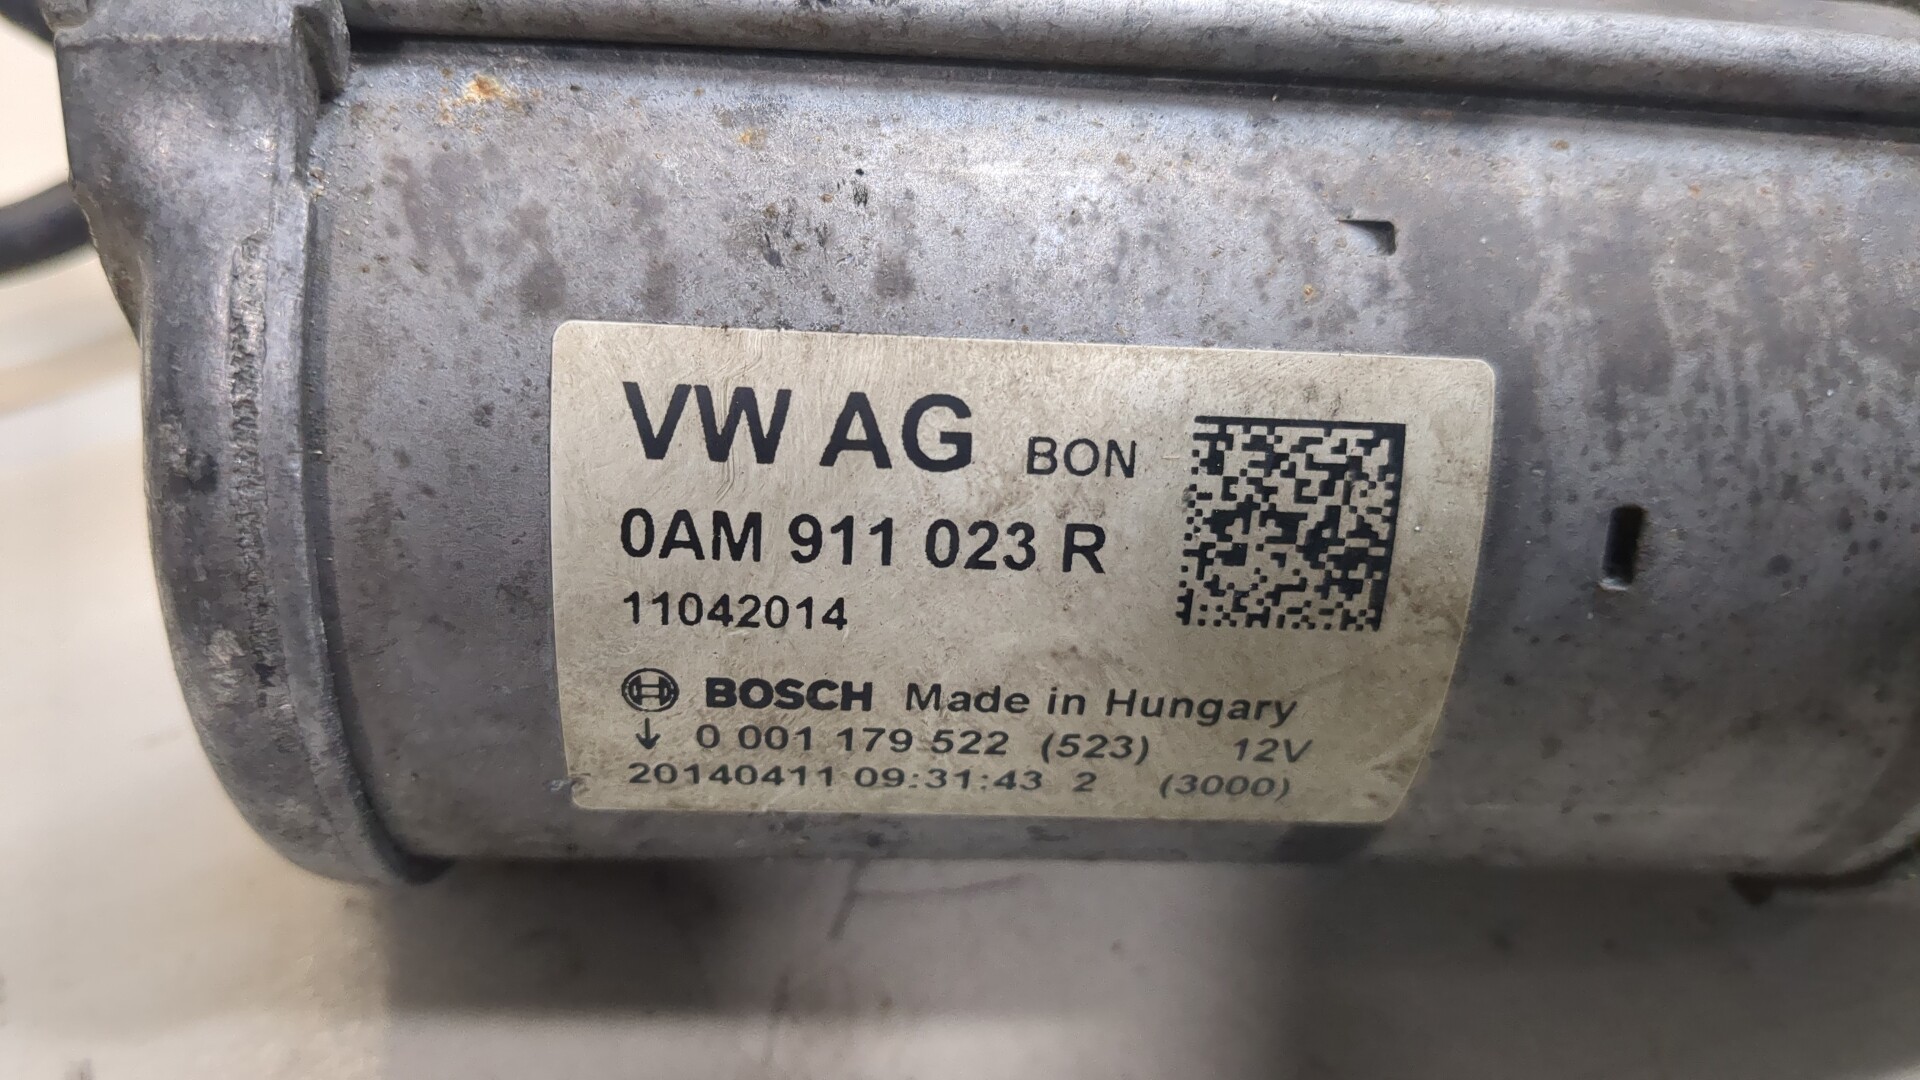 VW AG BON
0AM 911 023 R
11042014
BOSCH Made in Hungary
↓ 0 001 179 522 (523) 12V
20140411 09:31:43 2 (3000)